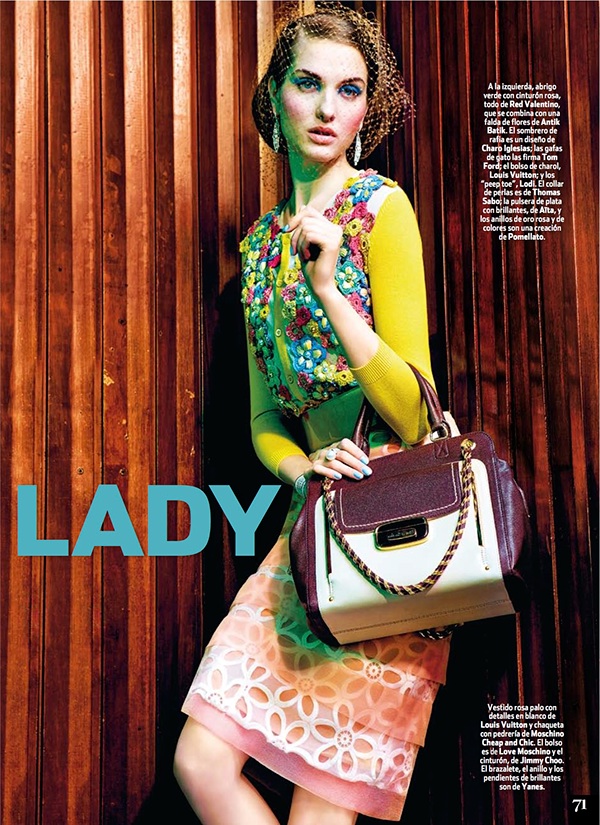 A la izquierda, abrigo
verde con cinturón rosa,
todo de Red Valentino,
que se combina con una
falda de flores de Antik
Batik. El sombrero de
rafia es un diseño de
Charo Iglesias; las gafas
de gato las firma Tom
Ford; el bolso de charol,
Louis Vuitton; y los
"peep toe", Lodi. El collar
de perlas es de Thomas
Sabo; la pulsera de plata
con brillantes, de Aïta, y
los anillos de oro rosa y de
colores son una creación
de Pomellato.
LADY
Vestido rosa palo con
detalles en blanco de
Louis Vuitton y chaqueta
con pedrería de Moschino
Cheap and Chic. El bolso
es de Love Moschino y el
cinturón, de Jimmy Choo.
El brazalete, el anillo y los
pendientes de brillantes
son de Yanes.
71